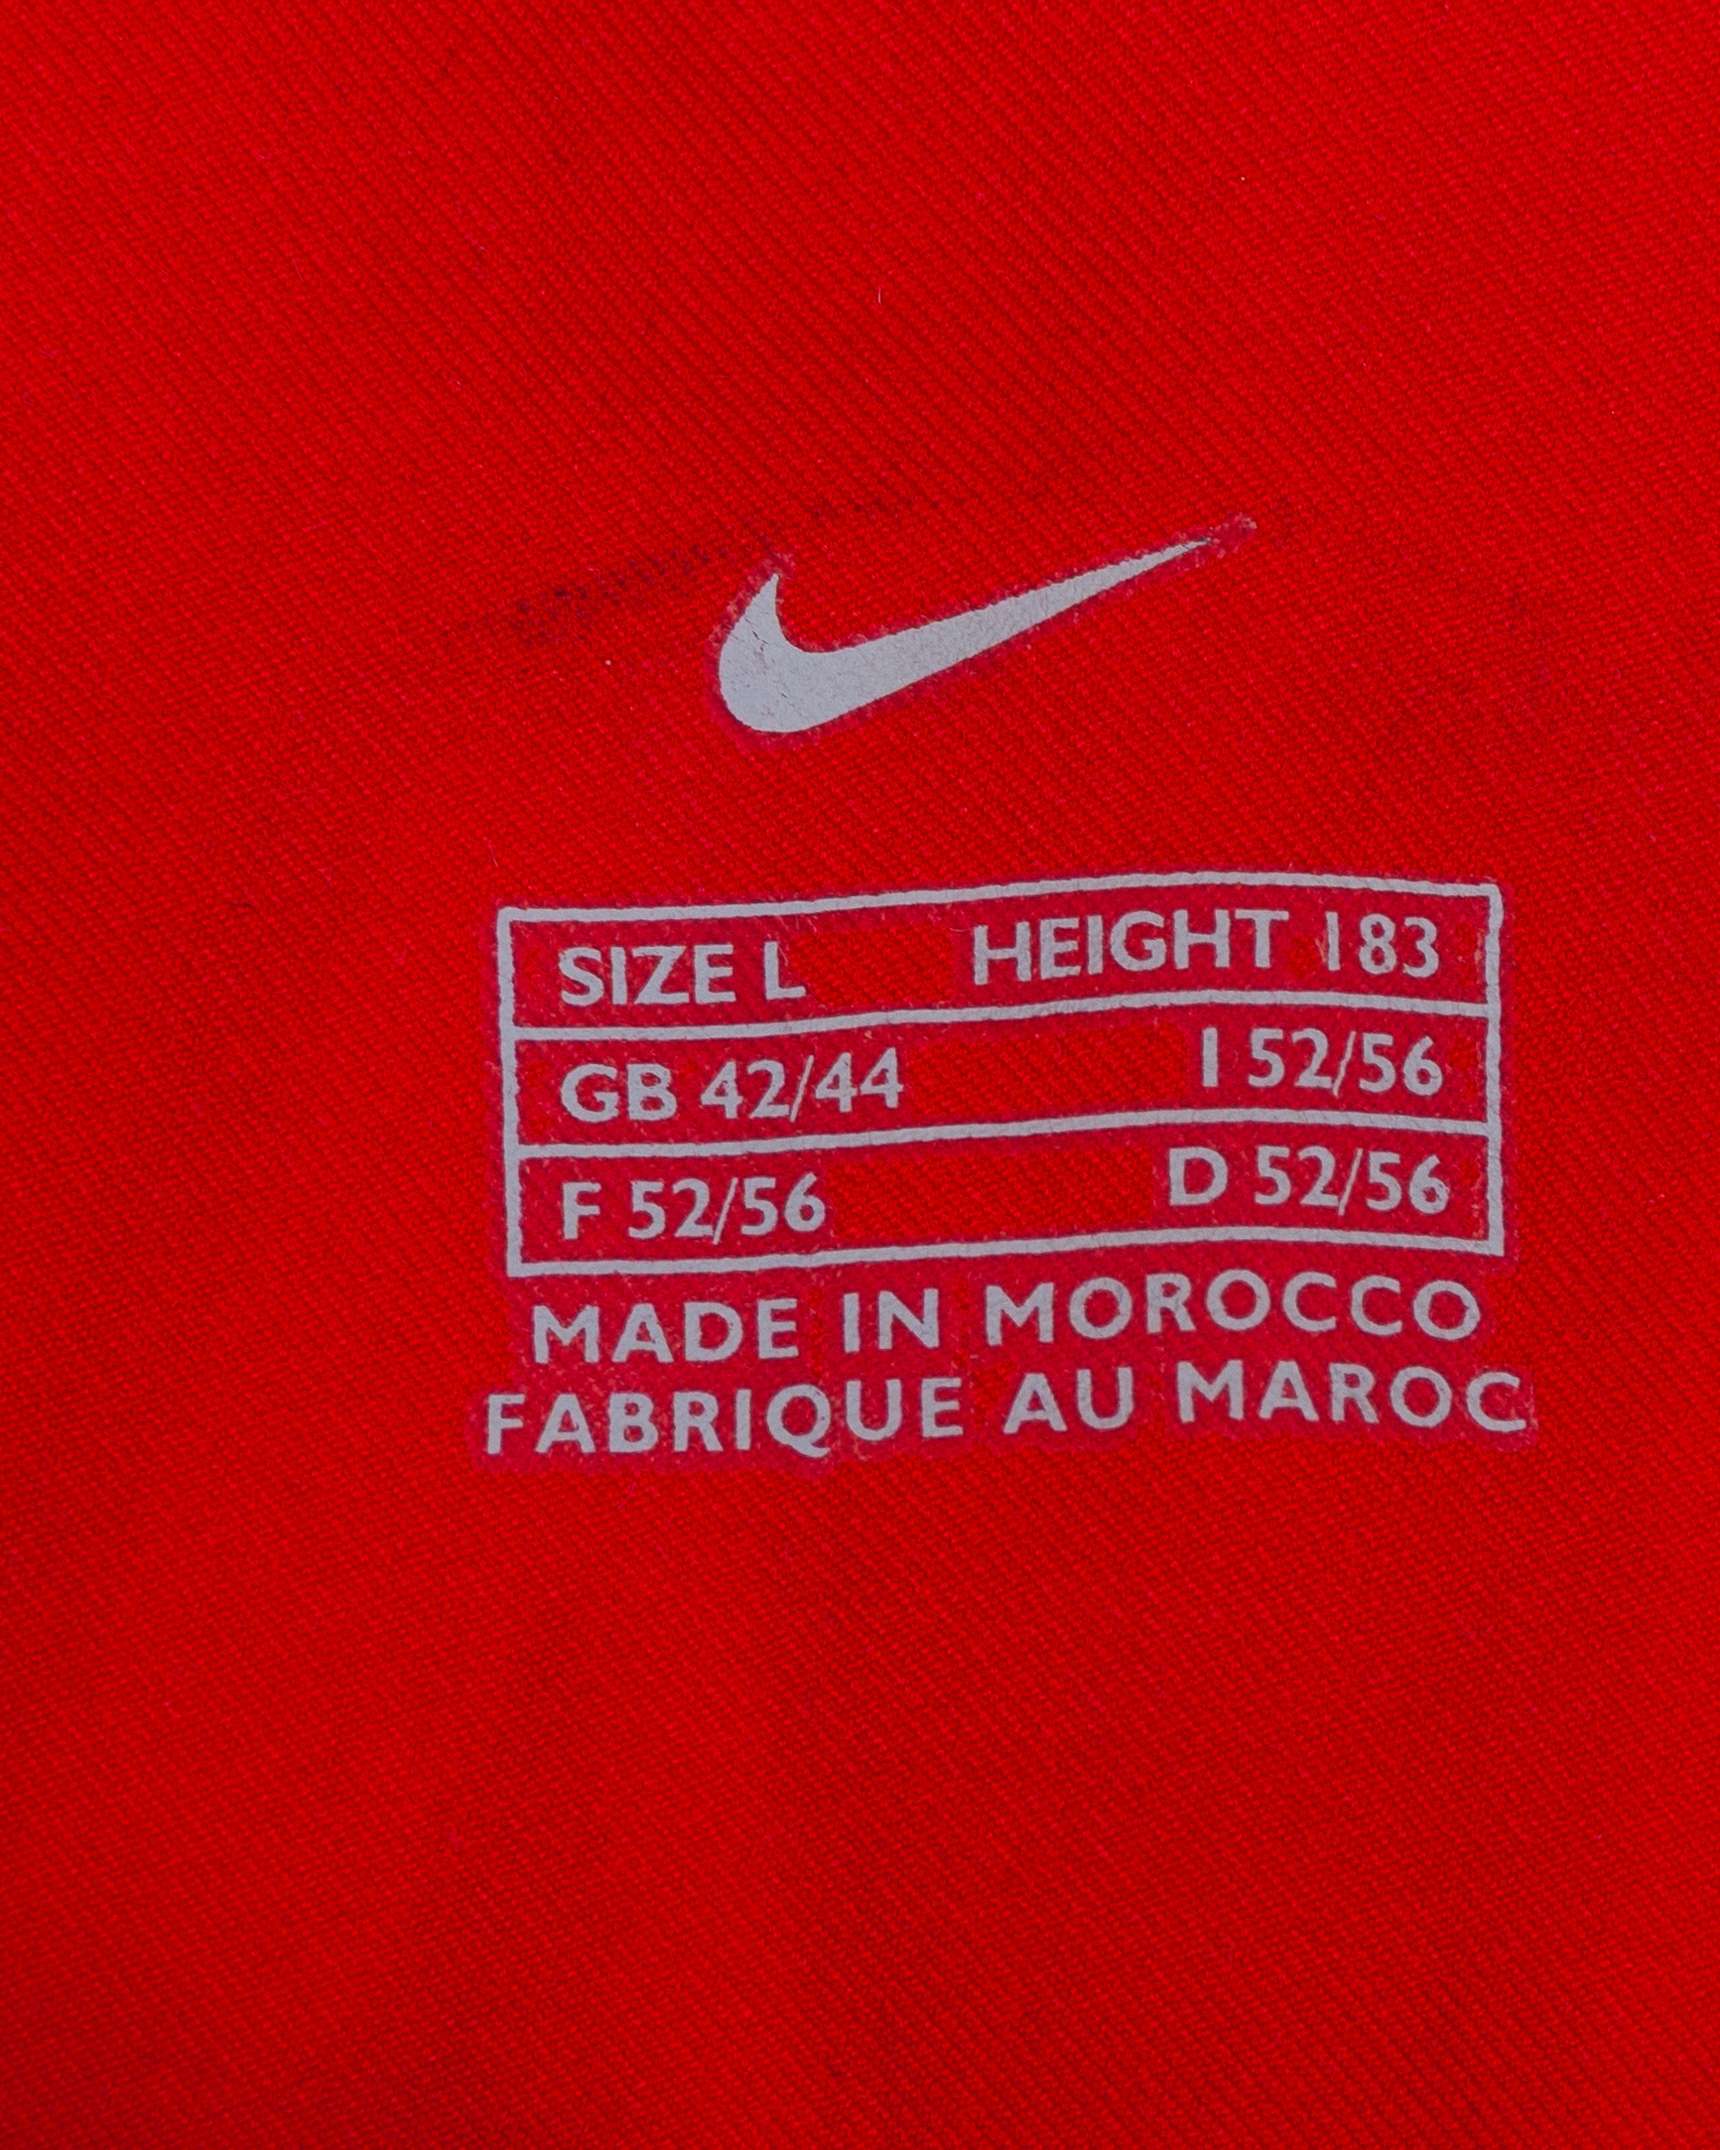 SIZE L HEIGHT 183
GB 42/44 I 52/56
F 52/56 D 52/56
MADE IN MOROCCO
FABRIQUE AU MAROC